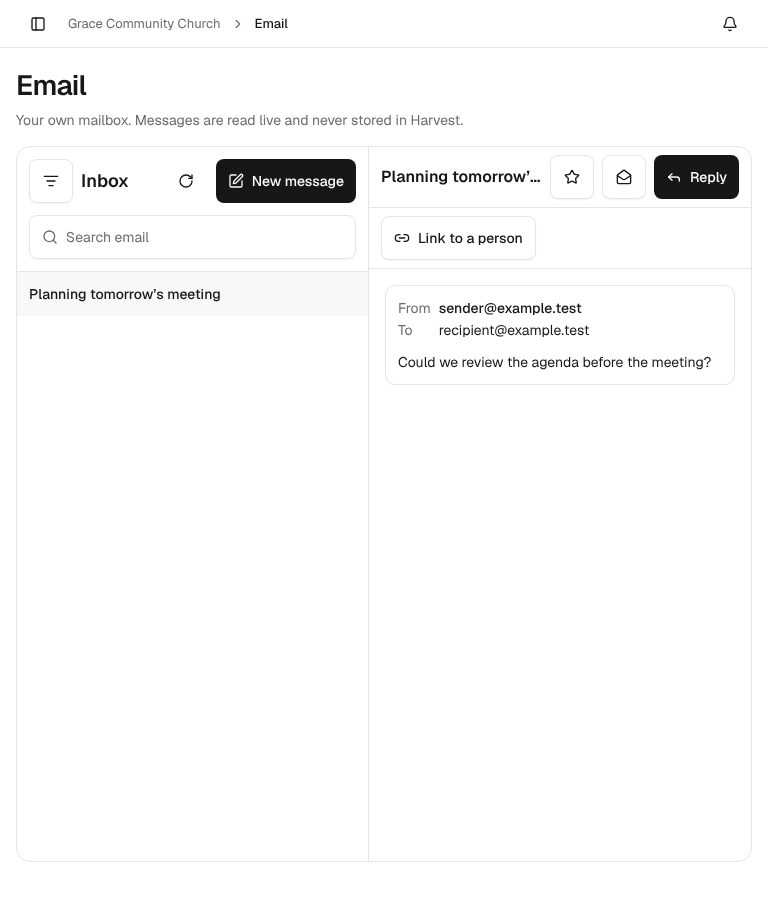 Grace Community Church > Email
Email
Your own mailbox. Messages are read live and never stored in Harvest.
Inbox
New message
Search email
Planning tomorrow’s meeting
Planning tomorrow’…
Reply
Link to a person
From sender@example.test
To recipient@example.test
Could we review the agenda before the meeting?